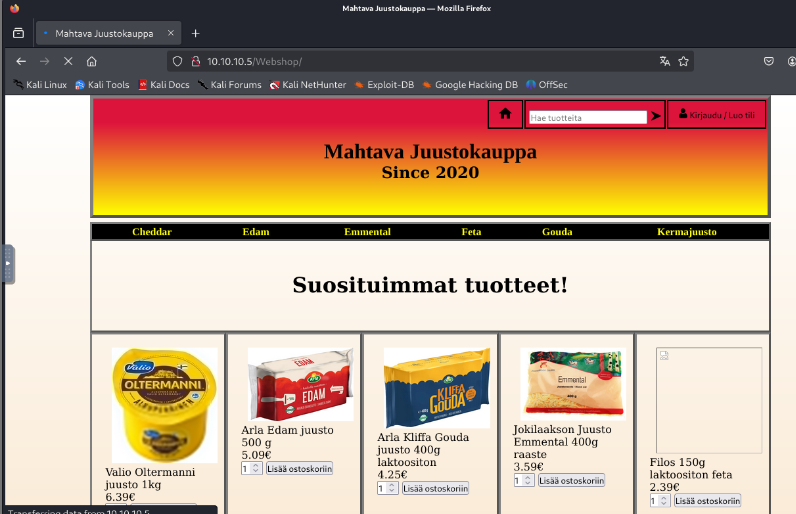 Mahtava Juustokauppa — Mozilla Firefox
Mahtava Juustokauppa
10.10.10.5/Webshop/
Kali Linux Kali Tools Kali Docs Kali Forums Kali NetHunter Exploit-DB Google Hacking DB OffSec
Hae tuotteita
Kirjaudu / Luo tili
Mahtava Juustokauppa
Since 2020
Cheddar Edam Emmental Feta Gouda Kermajuusto
Suosituimmat tuotteet!
Valio
OLTERMANNI
Valio Oltermanni
juusto 1kg
6.39€
Arla
EDAM
EDAM
Arla Edam juusto
500 g
5.09€
1 Lisää ostoskoriin
Arla
KLIFFA
GOUDA
Arla Kliffa Gouda
juusto 400g
laktoositon
4.25€
1 Lisää ostoskoriin
Emmental
Jokilaakson Juusto
Emmental 400g
raaste
3.59€
1 Lisää ostoskoriin
Filos 150g
laktoositon feta
2.39€
1 Lisää ostoskoriin
Transferring data from 10.10.10.5